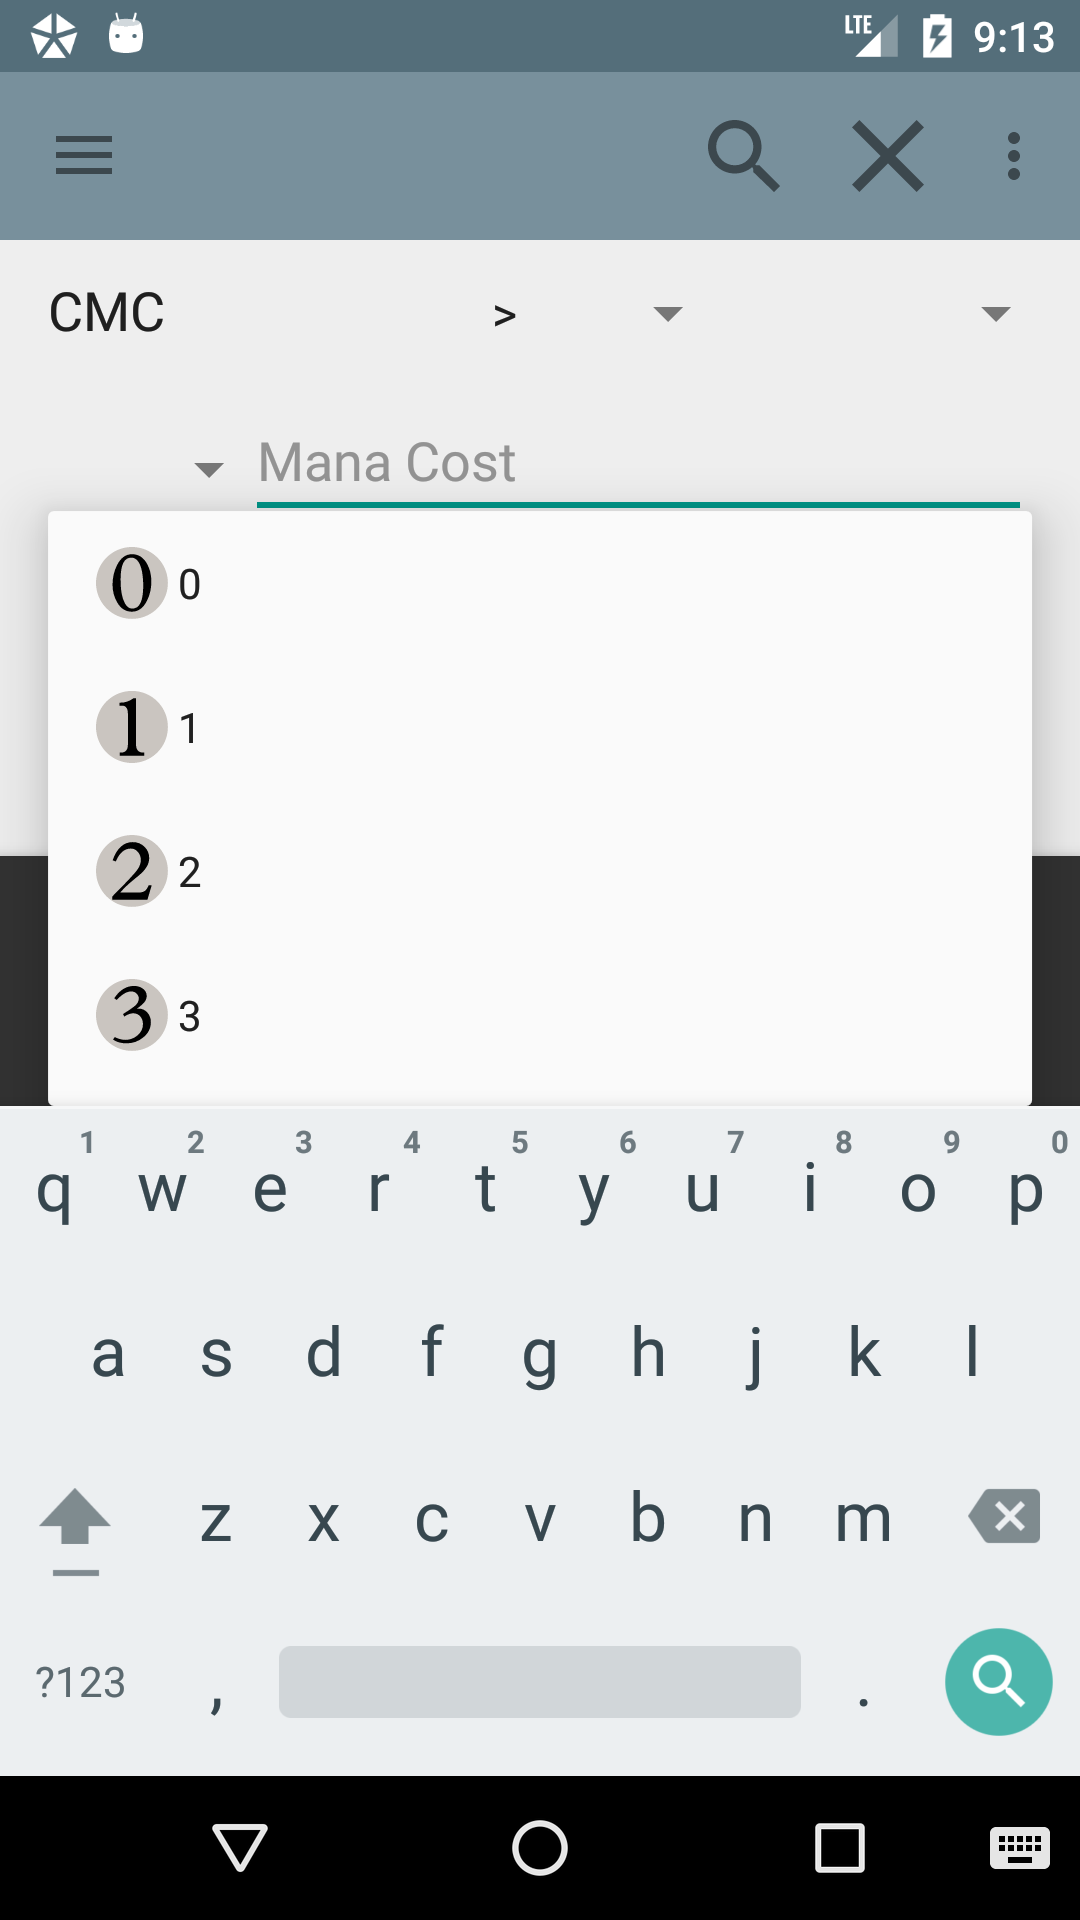 LTE 9:13
CMC >
Mana Cost
0 0
1 1
2 2
3 3
1 2 3 4 5 6 7 8 9 0
q w e r t y u i o p
a s d f g h j k l
z x c v b n m
?123 , .